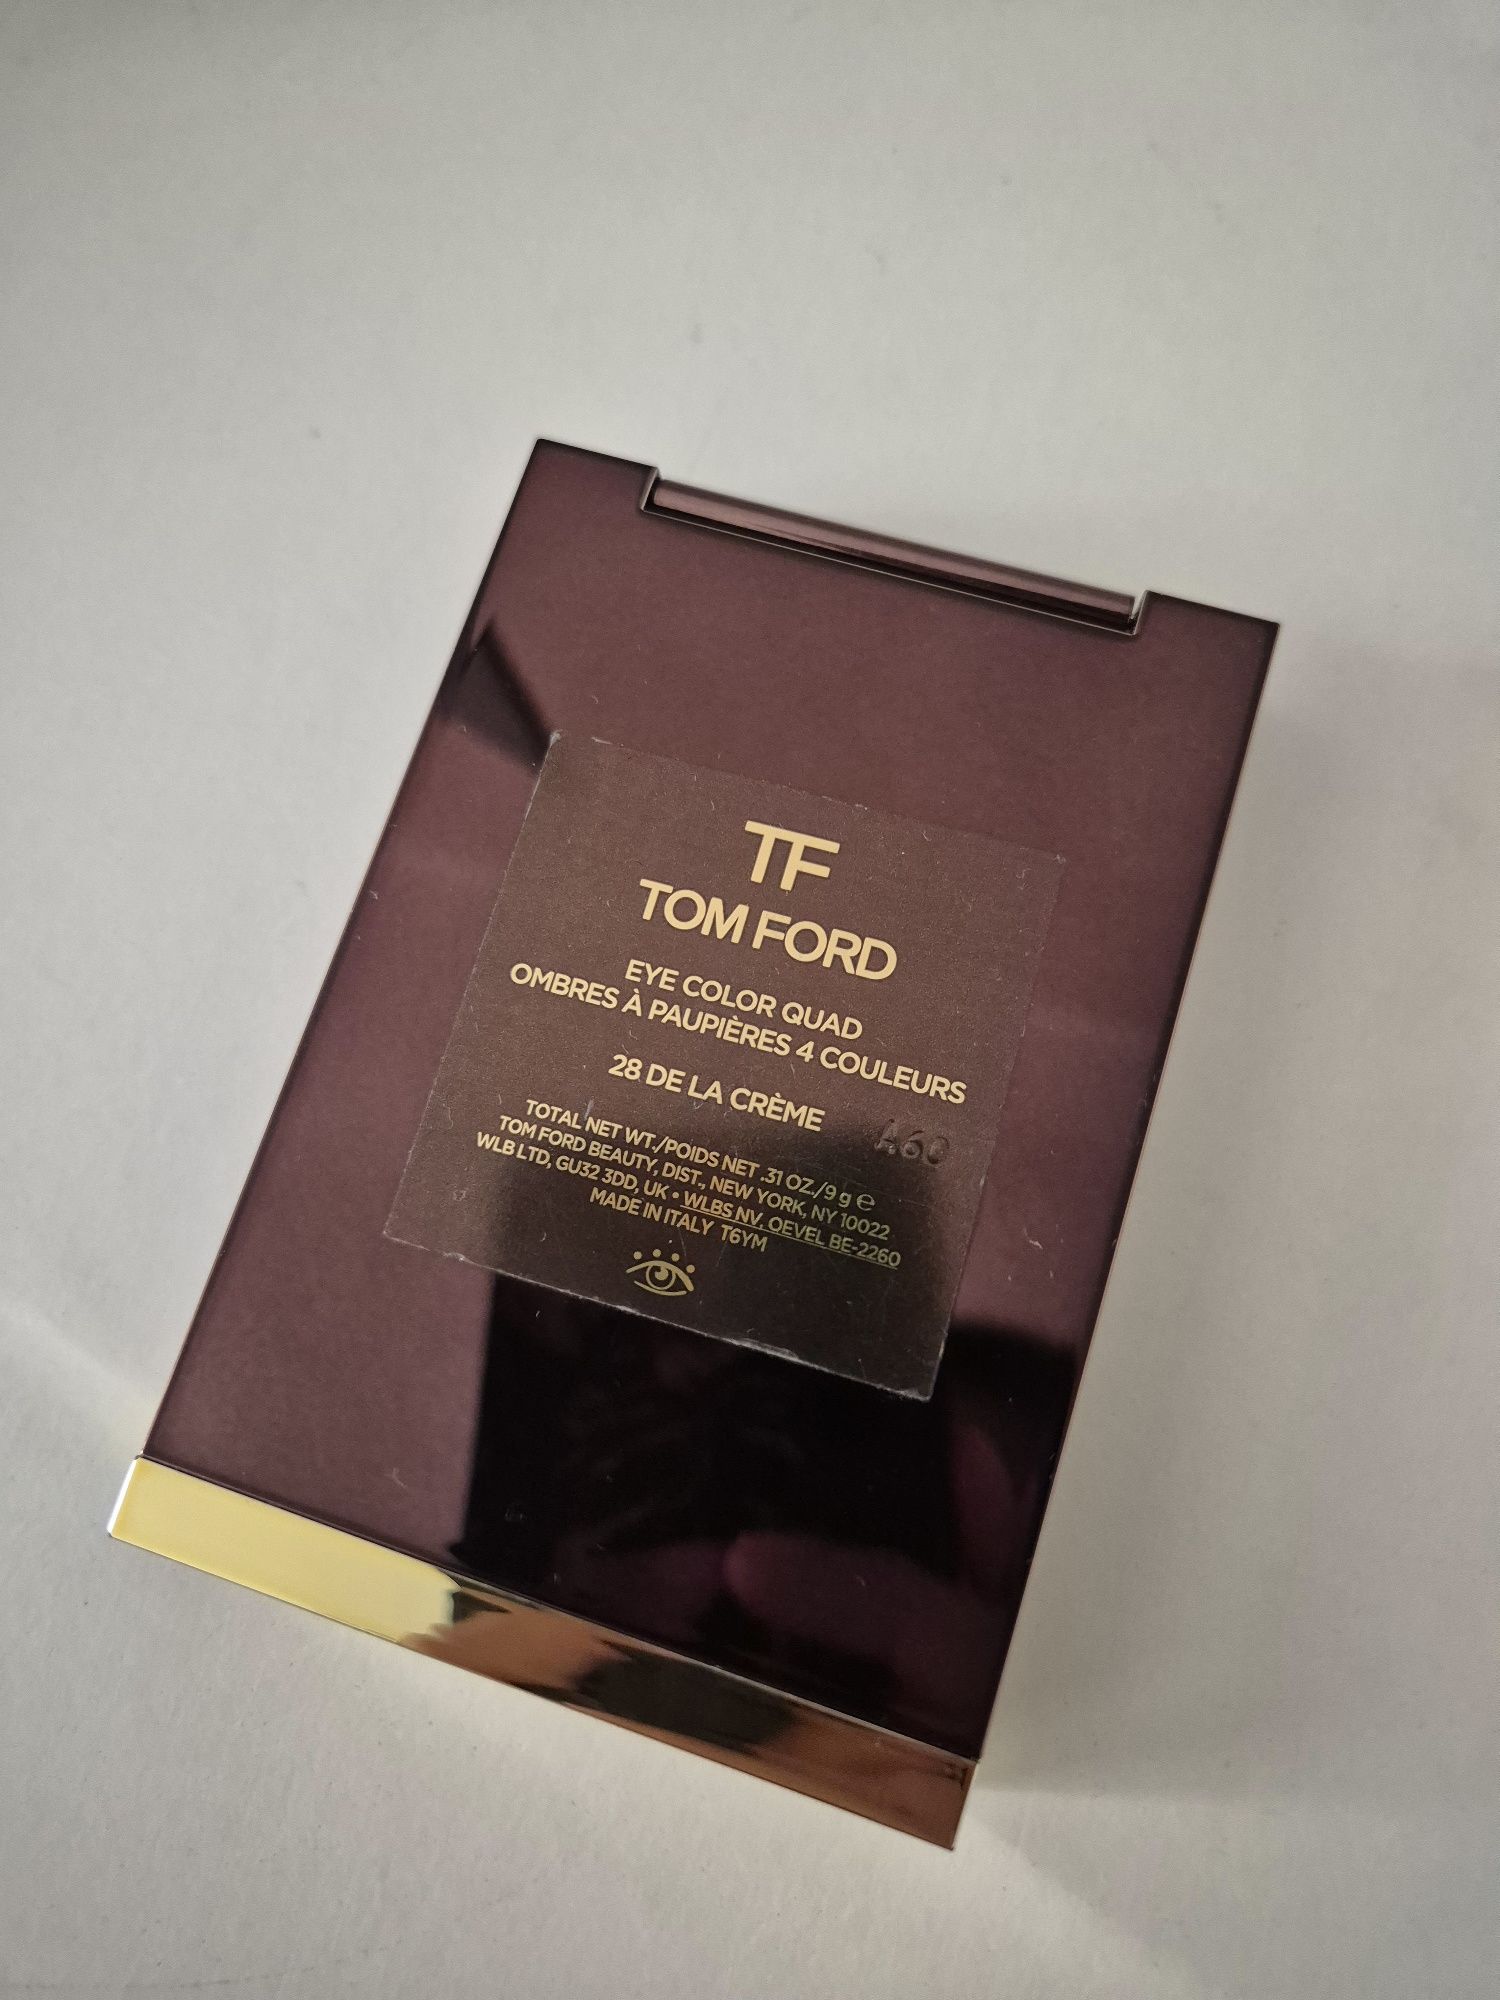 TF
TOM FORD
EYE COLOR QUAD
OMBRES À PAUPIÈRES 4 COULEURS
28 DE LA CRÈME
A60
TOTAL NET WT./POIDS NET .31 OZ./9 g ℮
TOM FORD BEAUTY, DIST., NEW YORK, NY 10022
WLB LTD, GU32 3DD, UK • WLBS NV, OEVEL BE-2260
MADE IN ITALY T6YM